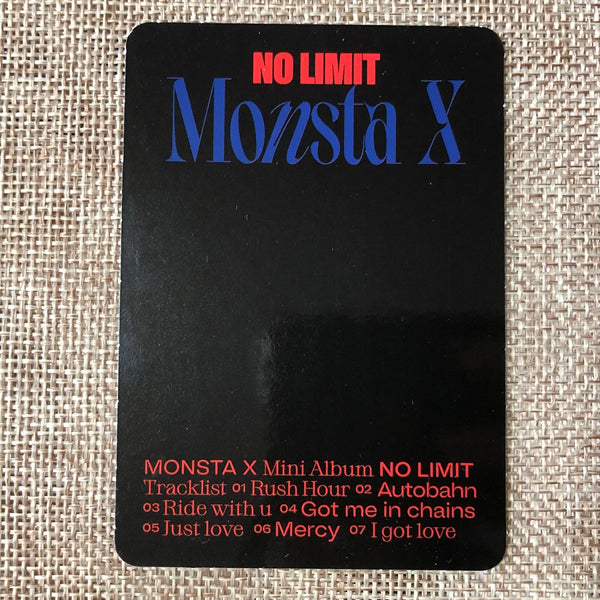 NO LIMIT
Monsta X
MONSTA X Mini Album NO LIMIT
Tracklist 01 Rush Hour 02 Autobahn
03 Ride with u 04 Got me in chains
05 Just love 06 Mercy 07 I got love